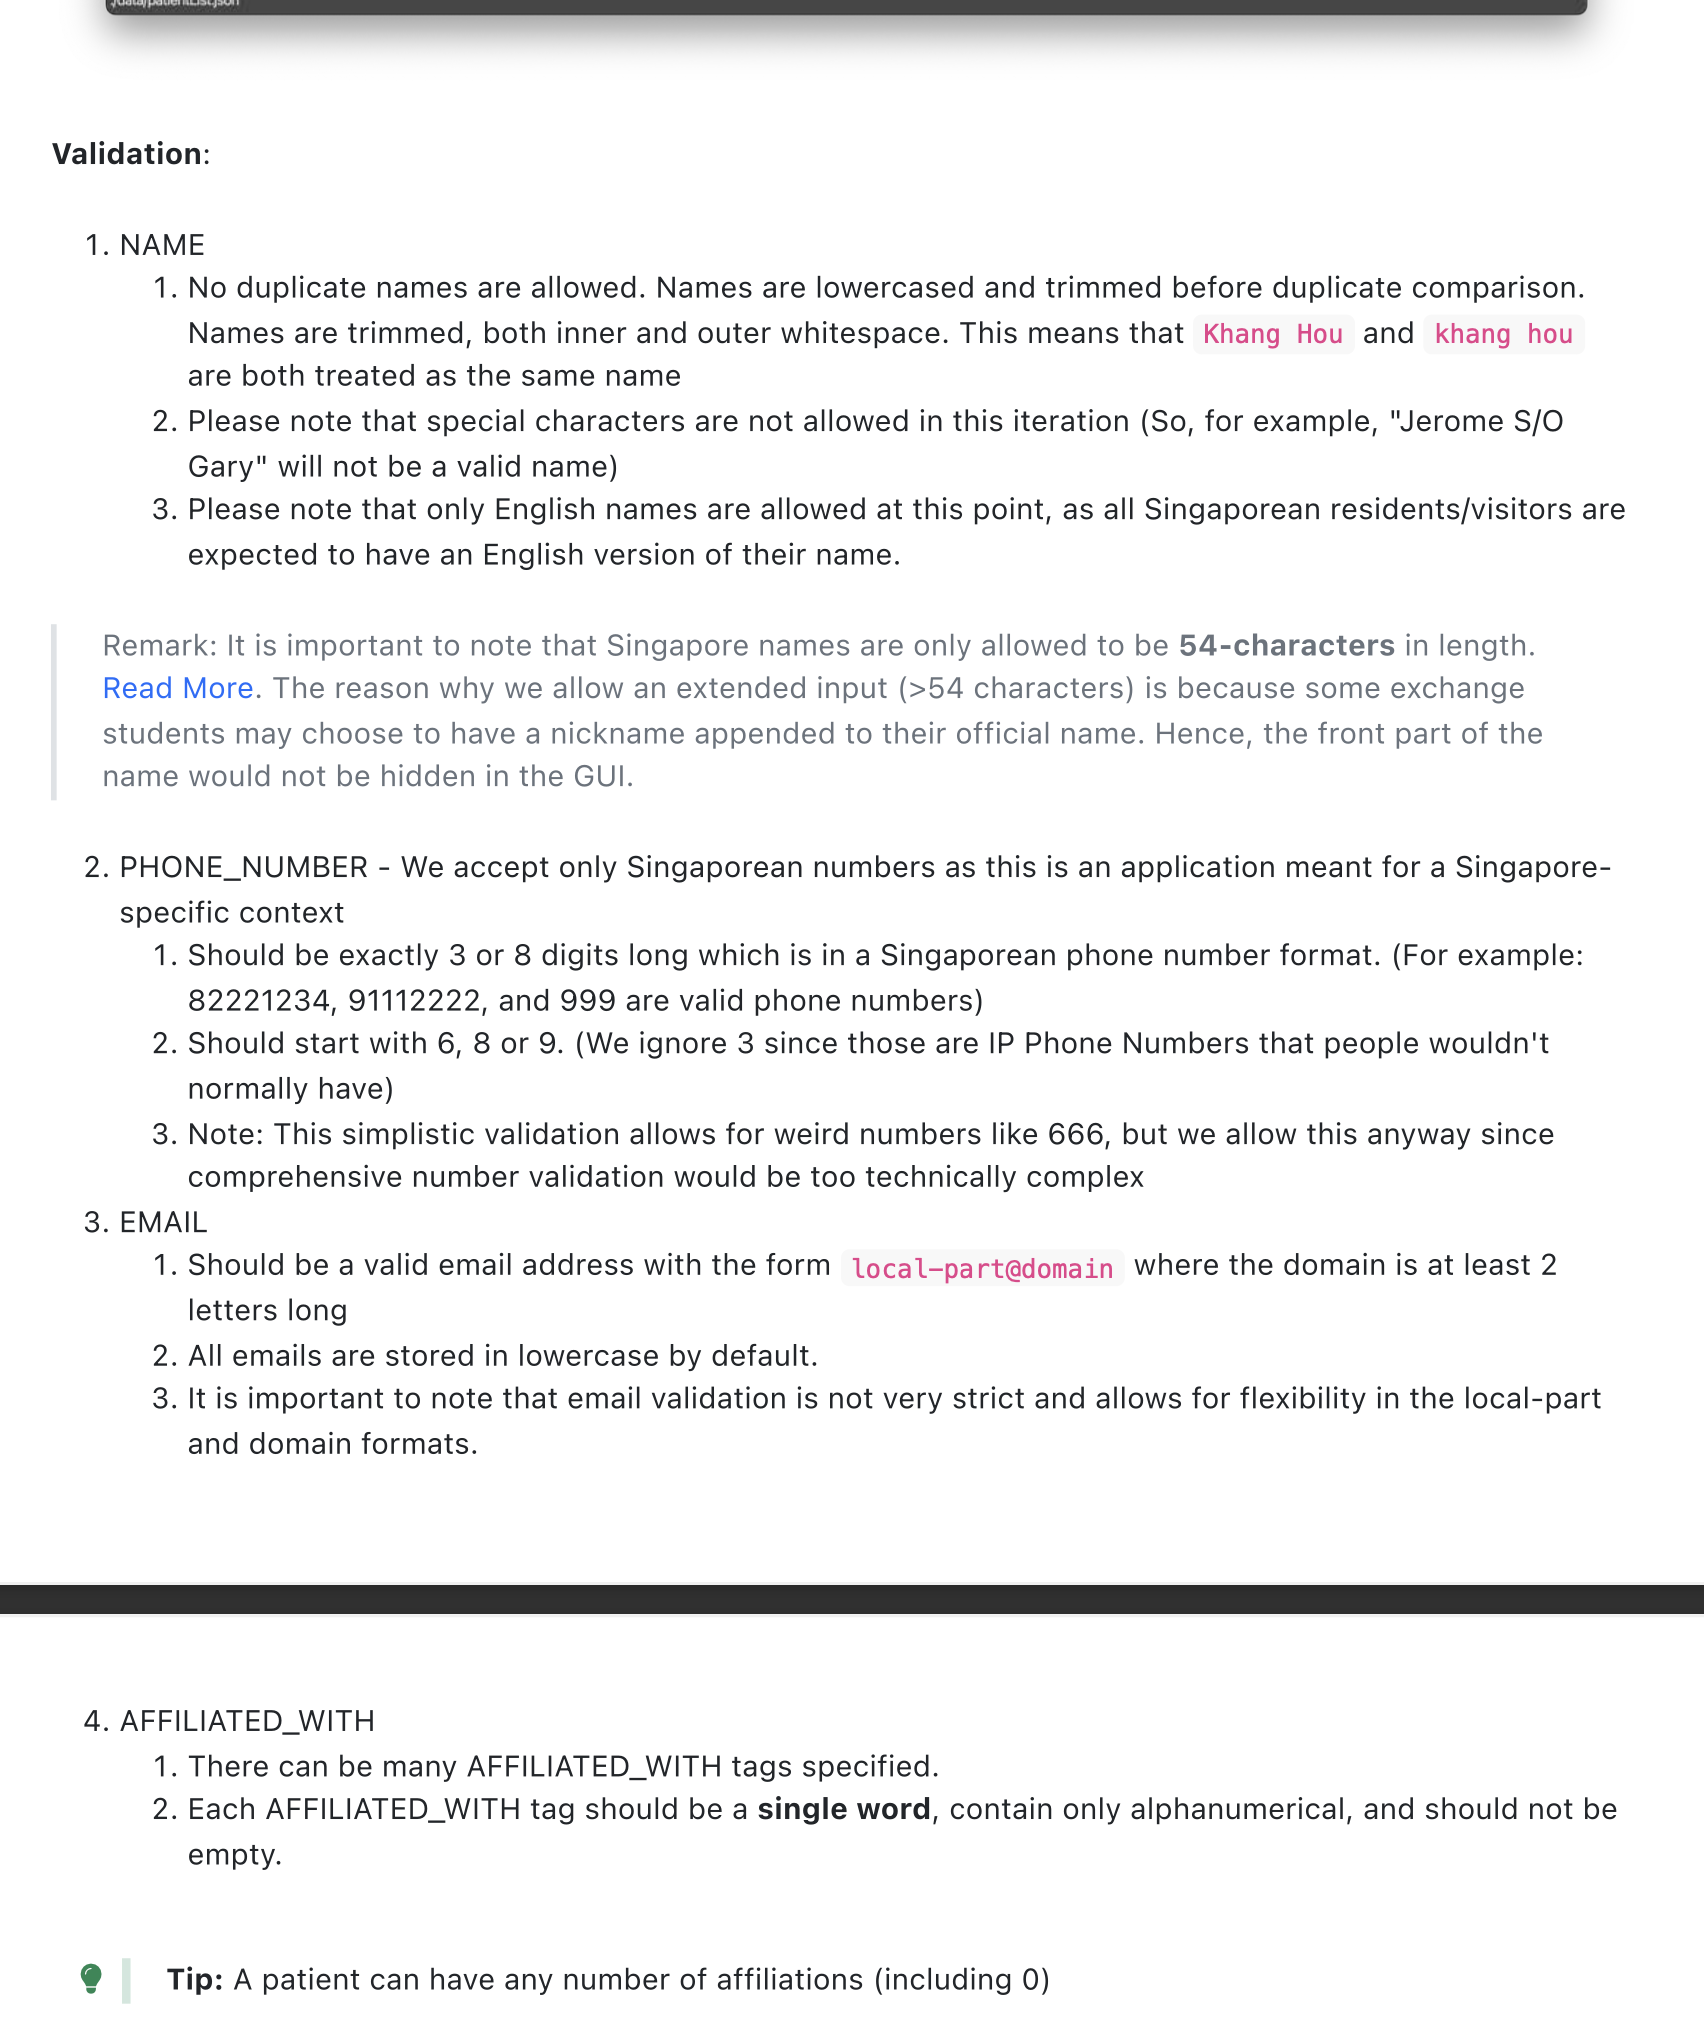 ./data/patientList.json
Validation:
1. NAME
1. No duplicate names are allowed. Names are lowercased and trimmed before duplicate comparison.
Names are trimmed, both inner and outer whitespace. This means that Khang Hou and khang hou
are both treated as the same name
2. Please note that special characters are not allowed in this iteration (So, for example, "Jerome S/O
Gary" will not be a valid name)
3. Please note that only English names are allowed at this point, as all Singaporean residents/visitors are
expected to have an English version of their name.
Remark: It is important to note that Singapore names are only allowed to be 54-characters in length.
Read More. The reason why we allow an extended input (>54 characters) is because some exchange
students may choose to have a nickname appended to their official name. Hence, the front part of the
name would not be hidden in the GUI.
2. PHONE_NUMBER - We accept only Singaporean numbers as this is an application meant for a Singapore-
specific context
1. Should be exactly 3 or 8 digits long which is in a Singaporean phone number format. (For example:
82221234, 91112222, and 999 are valid phone numbers)
2. Should start with 6, 8 or 9. (We ignore 3 since those are IP Phone Numbers that people wouldn't
normally have)
3. Note: This simplistic validation allows for weird numbers like 666, but we allow this anyway since
comprehensive number validation would be too technically complex
3. EMAIL
1. Should be a valid email address with the form local-part@domain where the domain is at least 2
letters long
2. All emails are stored in lowercase by default.
3. It is important to note that email validation is not very strict and allows for flexibility in the local-part
and domain formats.
4. AFFILIATED_WITH
1. There can be many AFFILIATED_WITH tags specified.
2. Each AFFILIATED_WITH tag should be a single word, contain only alphanumerical, and should not be
empty.
Tip: A patient can have any number of affiliations (including 0)